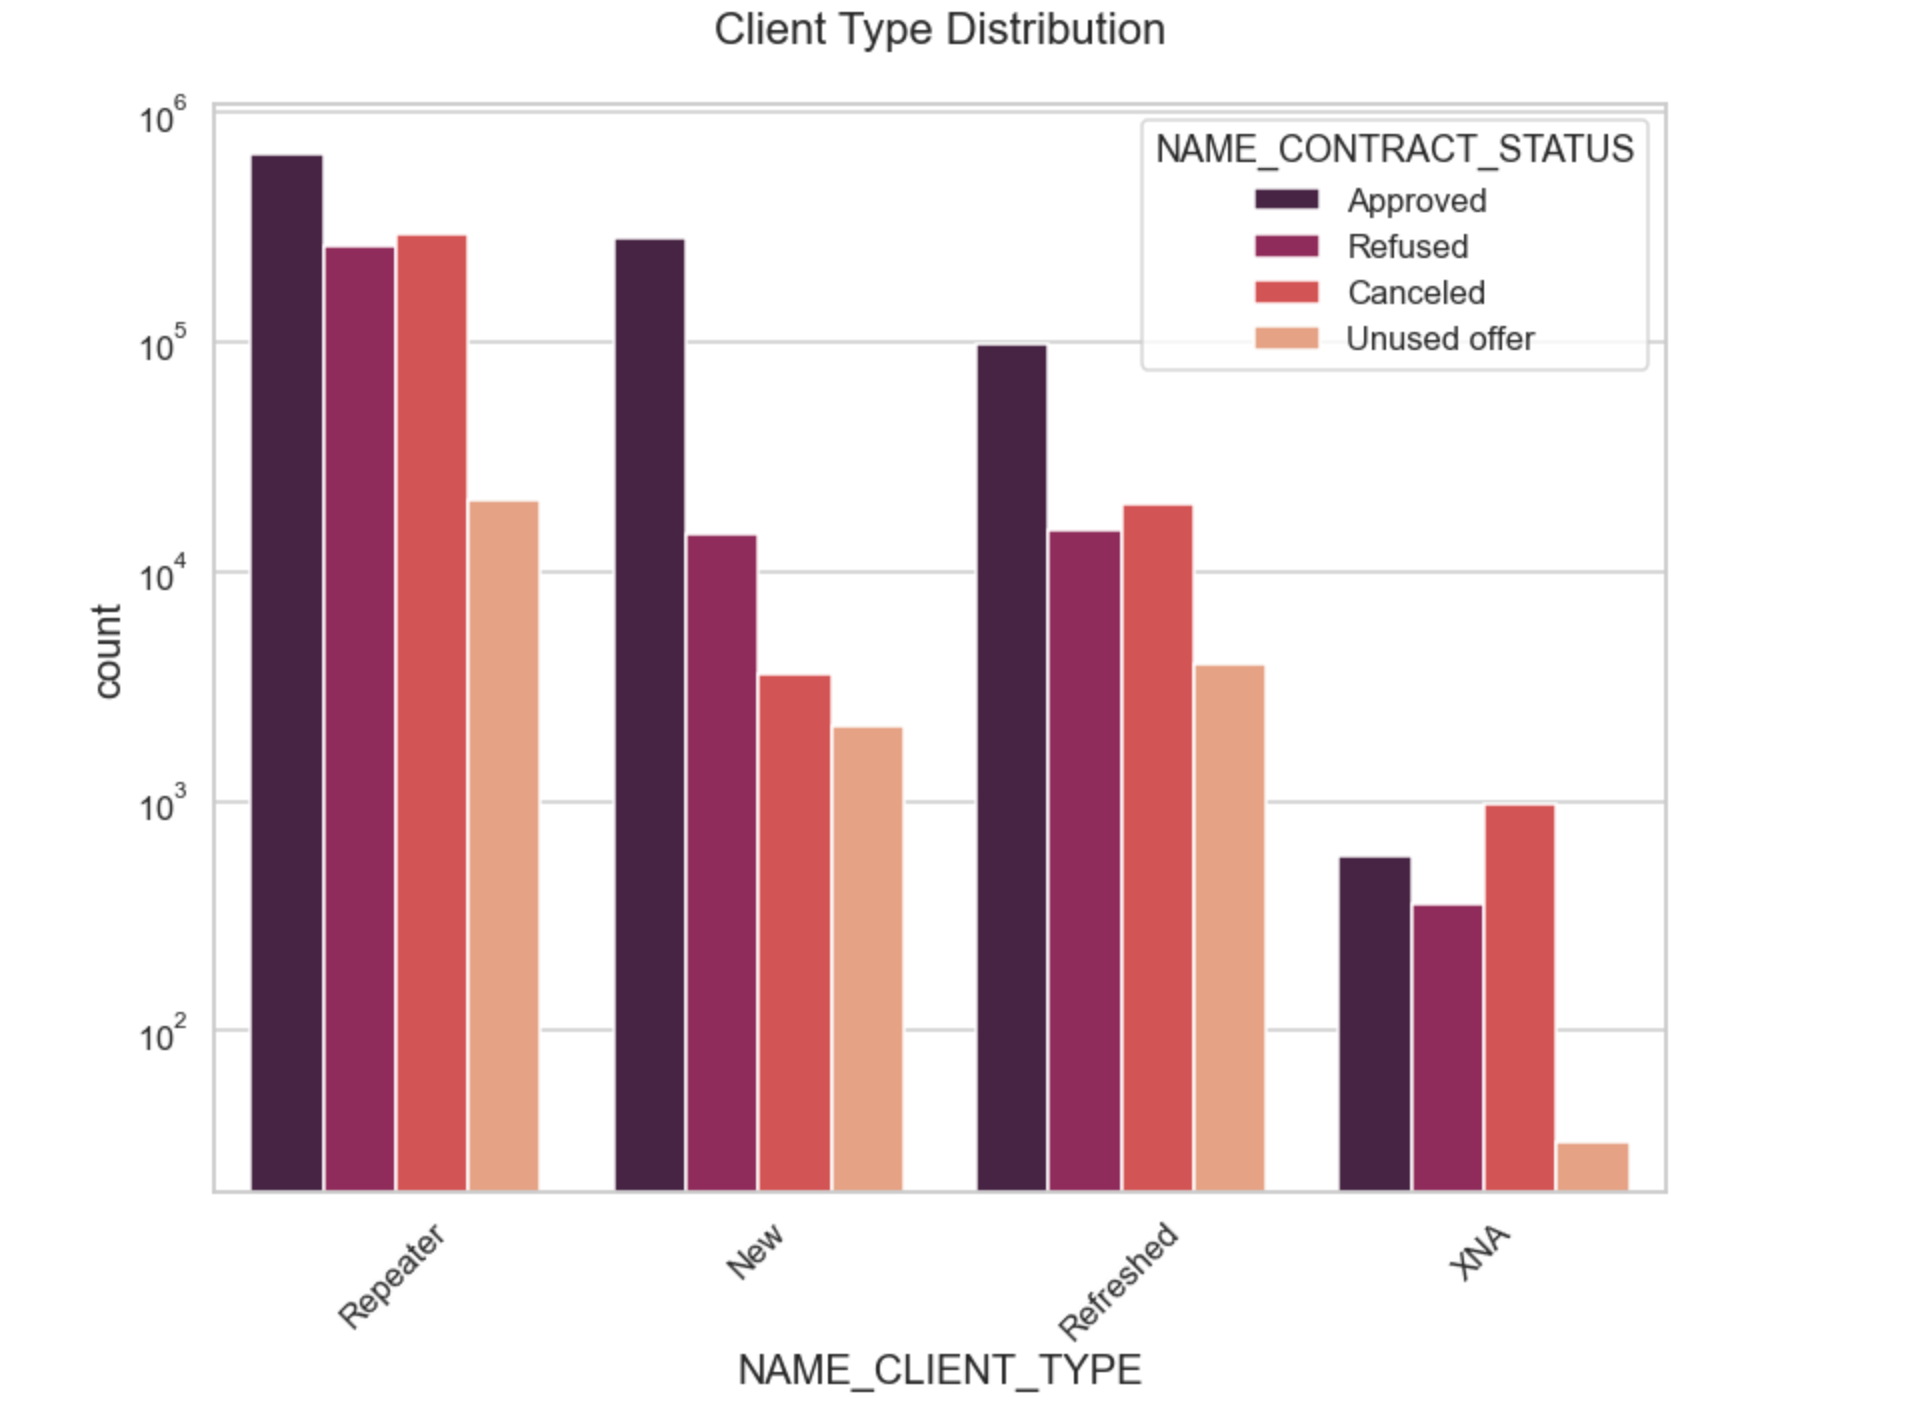 Client Type Distribution
10^6
10^5
10^4
10^3
10^2
count
NAME_CONTRACT_STATUS
Approved
Refused
Canceled
Unused offer
Repeater
New
Refreshed
XNA
NAME_CLIENT_TYPE